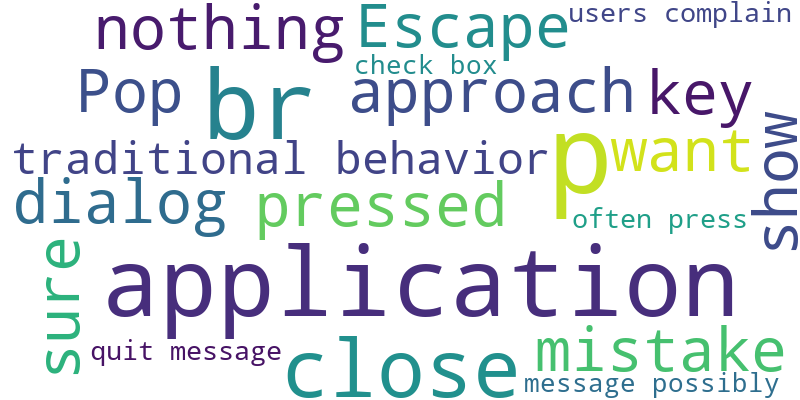 nothing
Escape
users complain
check box
Pop
br
approach
key
traditional behavior
p
want
show
dialog
pressed
often press
sure
application
quit message
close
mistake
message possibly